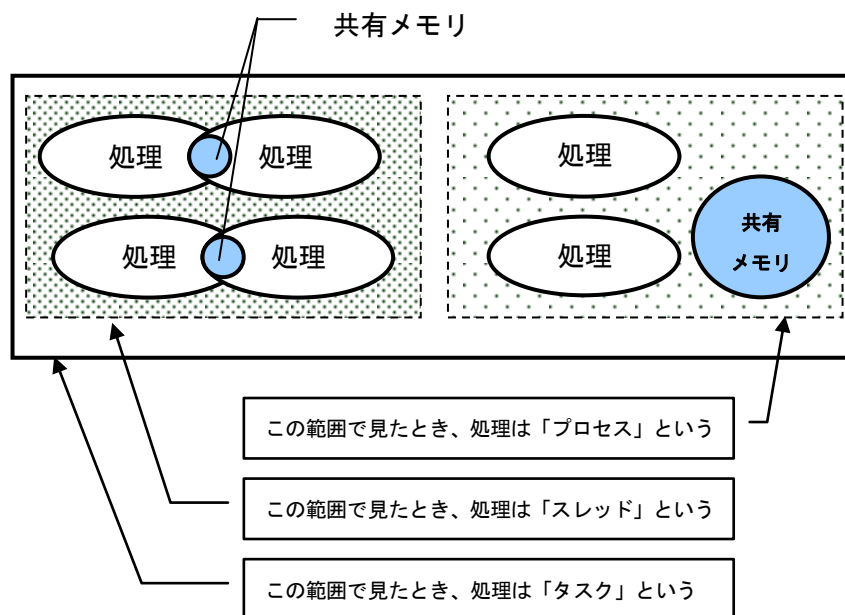 共有メモリ
処理
処理
処理
処理
処理
処理
共有
メモリ
この範囲で見たとき、処理は「プロセス」という
この範囲で見たとき、処理は「スレッド」という
この範囲で見たとき、処理は「タスク」という